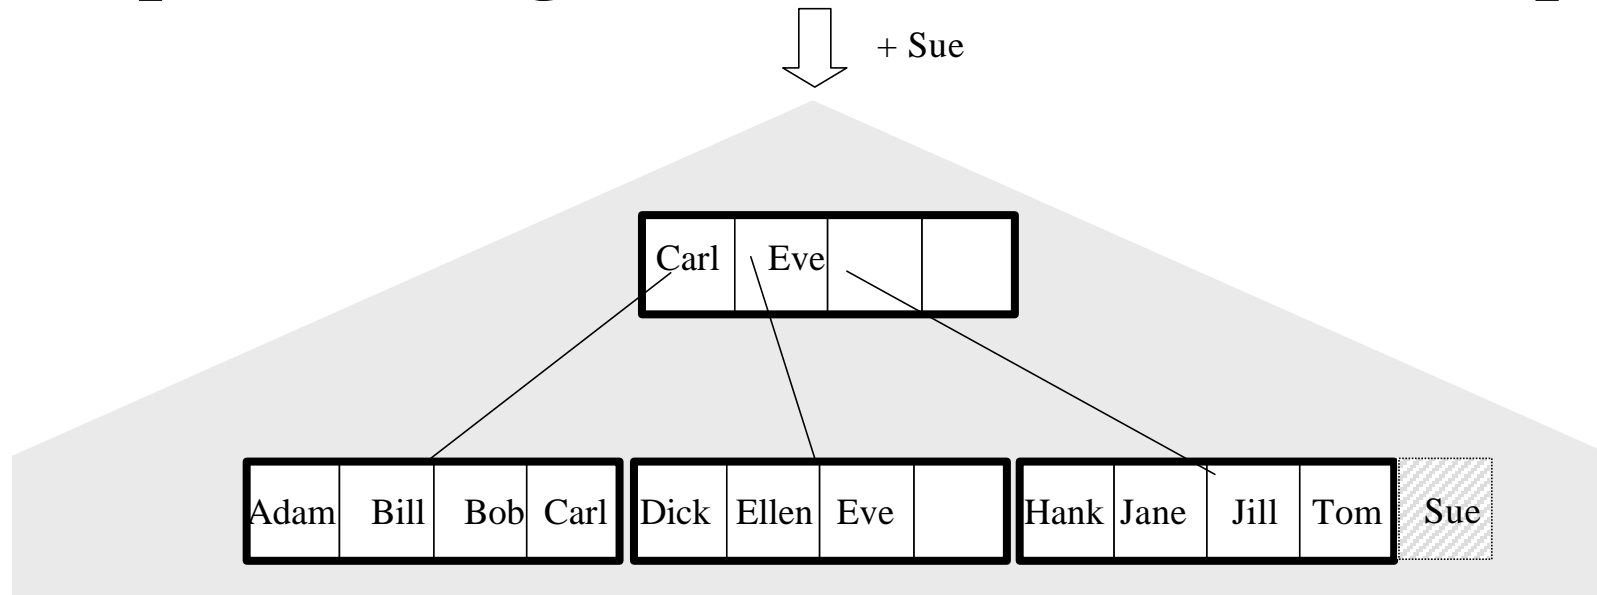 + Sue
Carl Eve
Adam Bill Bob Carl Dick Ellen Eve Hank Jane Jill Tom Sue